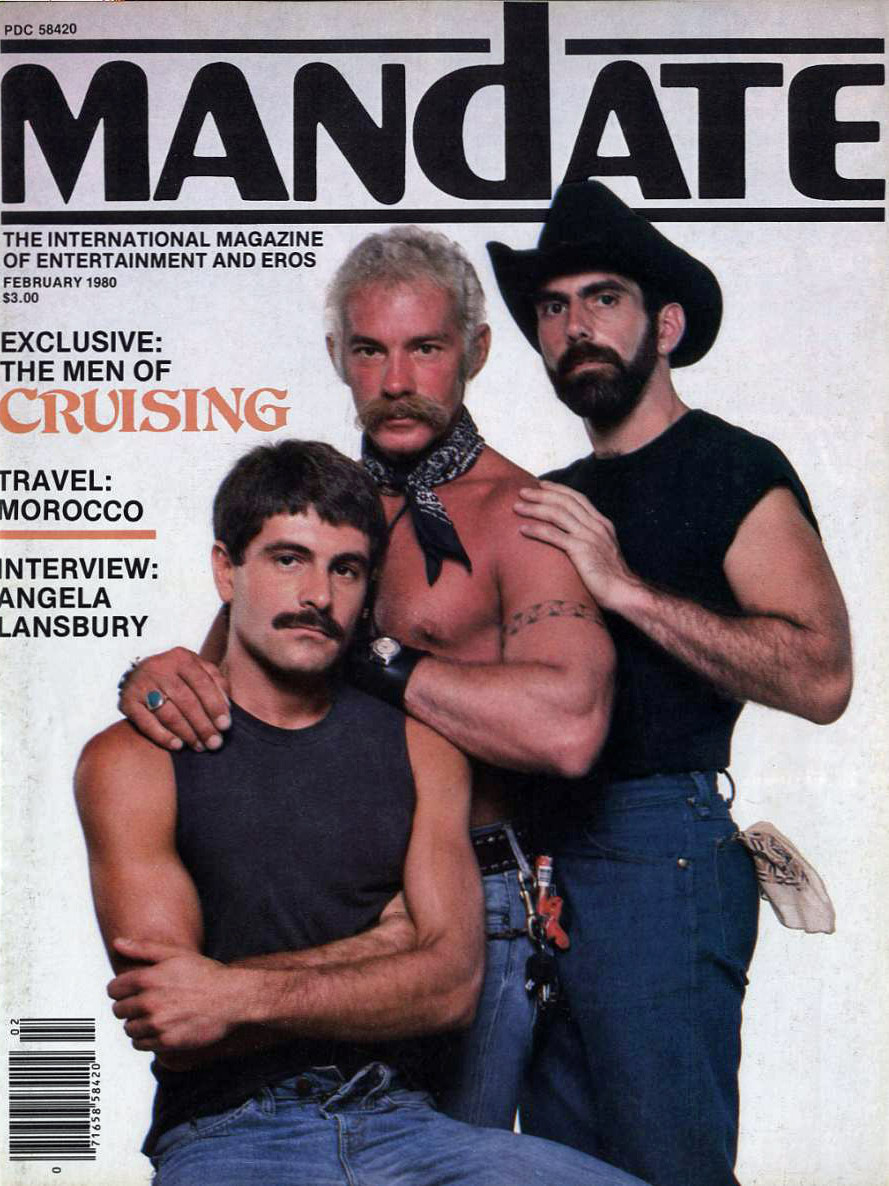 PDC 58420
MANdATE
THE INTERNATIONAL MAGAZINE
OF ENTERTAINMENT AND EROS
FEBRUARY 1980
$3.00
EXCLUSIVE:
THE MEN OF
CRUISING
TRAVEL:
MOROCCO
INTERVIEW:
ANGELA
LANSBURY
02
71658 58420
0